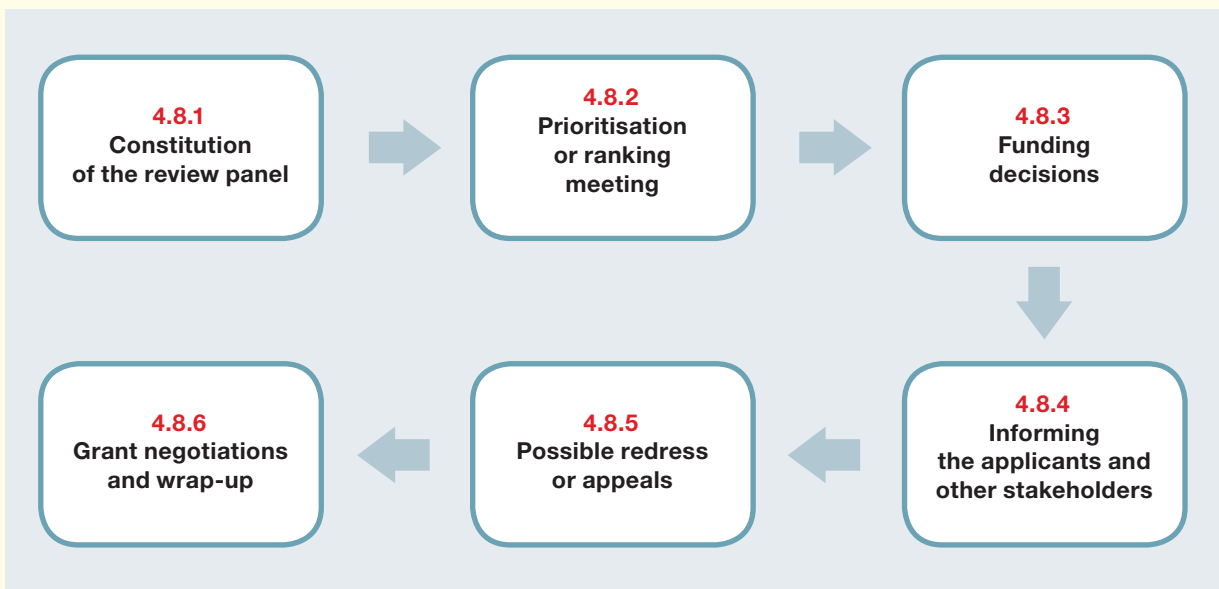 4.8.1
Constitution
of the review panel
4.8.2
Prioritisation
or ranking
meeting
4.8.3
Funding
decisions
4.8.4
Informing
the applicants and
other stakeholders
4.8.5
Possible redress
or appeals
4.8.6
Grant negotiations
and wrap-up